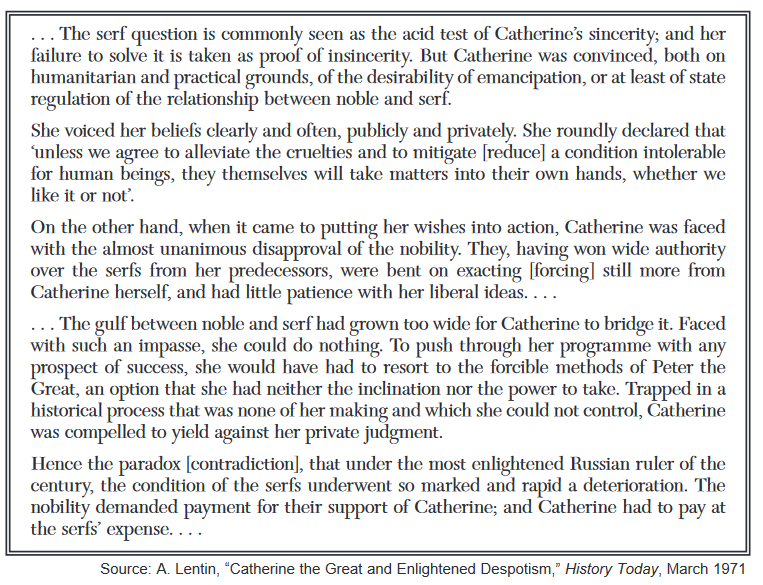 . . . The serf question is commonly seen as the acid test of Catherine’s sincerity; and her
failure to solve it is taken as proof of insincerity. But Catherine was convinced, both on
humanitarian and practical grounds, of the desirability of emancipation, or at least of state
regulation of the relationship between noble and serf.
She voiced her beliefs clearly and often, publicly and privately. She roundly declared that
‘unless we agree to alleviate the cruelties and to mitigate [reduce] a condition intolerable
for human beings, they themselves will take matters into their own hands, whether we
like it or not’.
On the other hand, when it came to putting her wishes into action, Catherine was faced
with the almost unanimous disapproval of the nobility. They, having won wide authority
over the serfs from her predecessors, were bent on exacting [forcing] still more from
Catherine herself, and had little patience with her liberal ideas. . . .
. . . The gulf between noble and serf had grown too wide for Catherine to bridge it. Faced
with such an impasse, she could do nothing. To push through her programme with any
prospect of success, she would have had to resort to the forcible methods of Peter the
Great, an option that she had neither the inclination nor the power to take. Trapped in a
historical process that was none of her making and which she could not control, Catherine
was compelled to yield against her private judgment.
Hence the paradox [contradiction], that under the most enlightened Russian ruler of the
century, the condition of the serfs underwent so marked and rapid a deterioration. The
nobility demanded payment for their support of Catherine; and Catherine had to pay at
the serfs’ expense. . . .
Source: A. Lentin, “Catherine the Great and Enlightened Despotism,” History Today, March 1971